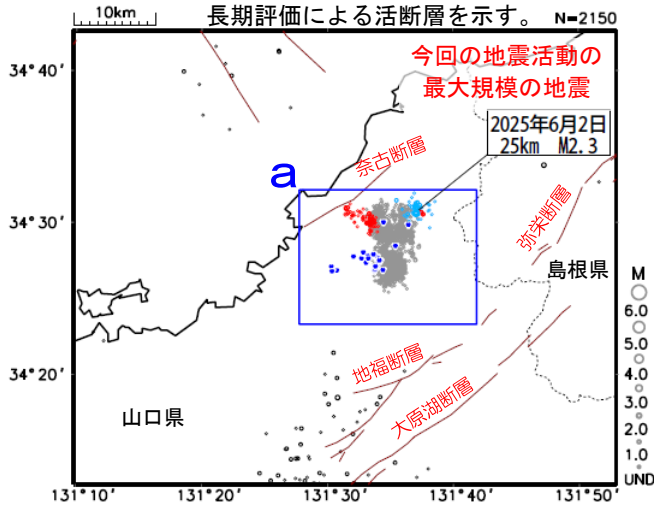 10km
長期評価による活断層を示す。
N=2150
34°40′
今回の地震活動の
最大規模の地震
2025年6月2日
25km M2.3
奈古断層
a
34°30′
弥栄断層
島根県
M
6.0
5.0
4.0
3.0
2.0
1.0
UND
34°20′
地福断層
大原湖断層
山口県
131°10′
131°20′
131°30′
131°40′
131°50′